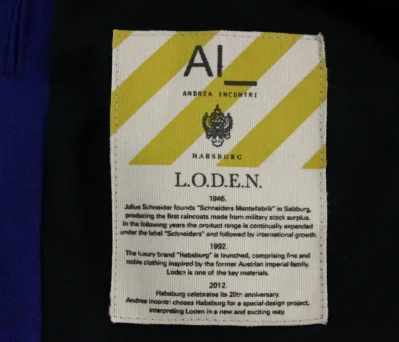 AI_
ANDREA INCONTRI
HABSBURG
L.O.D.E.N.
1946.
Julius Schneider founds "Schneiders Mantelfabrik" in Salzburg,
producing the first raincoats made from military stock surplus.
In the following years the product range is continually expanded
under the label "Schneiders" and followed by international growth.
1992.
The luxury brand "Habsburg" is launched, comprising fine and
noble clothing inspired by the former Austrian imperial family.
Loden is one of the key materials.
2012.
Habsburg celebrates its 20th anniversary.
Andrea Incontri chooses Habsburg for a special design project,
interpreting Loden in a new and exciting way.